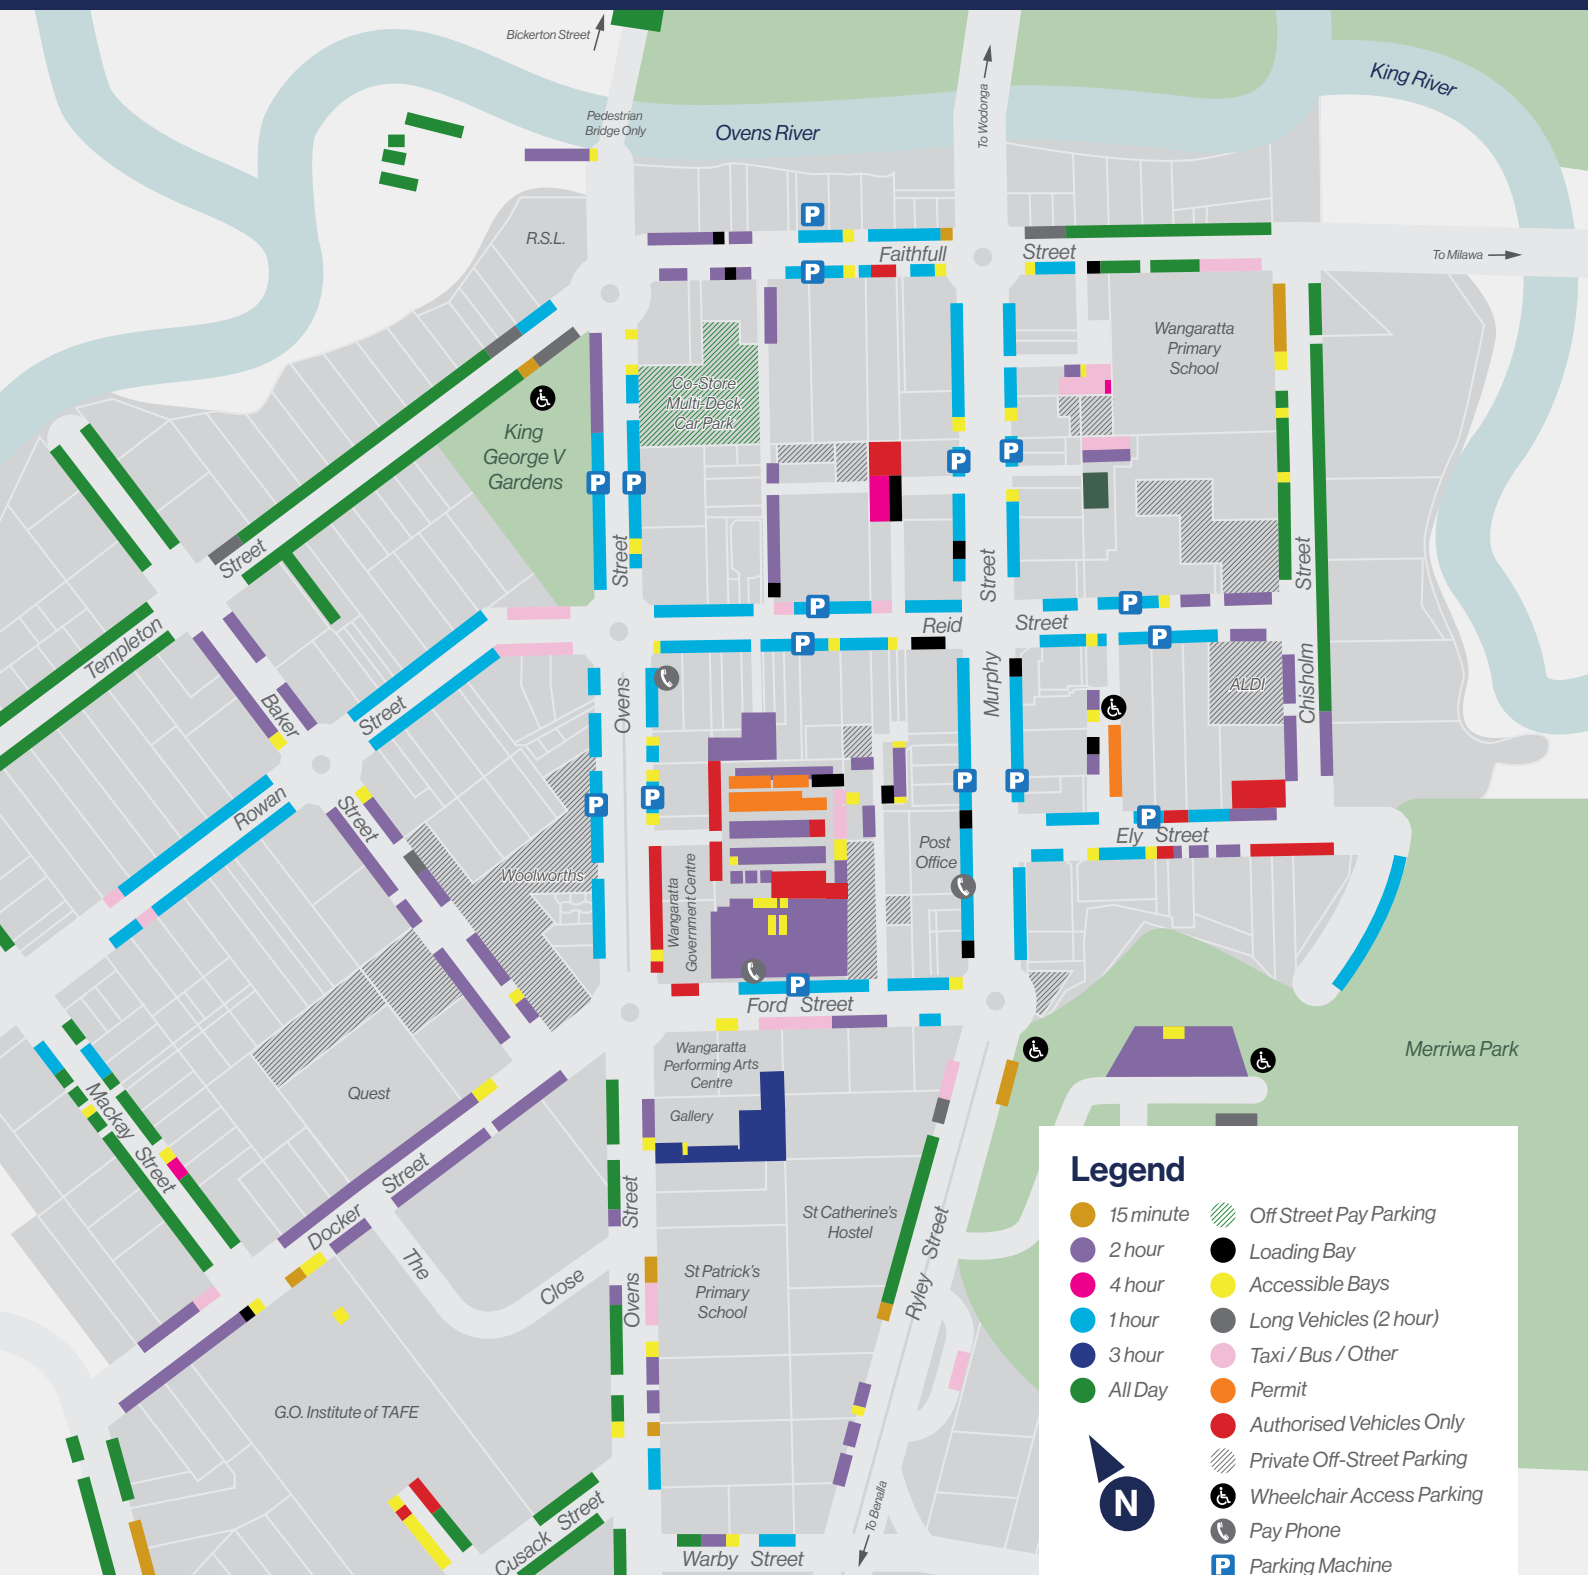 Bickerton Street
Pedestrian
Bridge Only
Ovens River
To Wodonga
King River
R.S.L.
P
Faithfull
Street
P
To Milawa
Wangaratta
Primary
School
Co-Store
Multi-Deck
Car Park
King
George V
Gardens
P
P
P
P
Street
Street
Street
Street
P
P
Reid
Street
P
P
Templeton
Baker
Street
Ovens
Murphy
ALDI
Chisholm
P
P
P
P
Rowan
Street
P
Ely Street
Post
Office
Woolworths
Wangaratta
Government Centre
P
Ford Street
Wangaratta
Performing Arts
Centre
Gallery
Merriwa Park
Quest
Mackay Street
Docker Street
The
Close
Street
Ovens
St Catherine's
Hostel
St Patrick's
Primary
School
Ryley Street
G.O. Institute of TAFE
Cusack Street
Warby Street
To Benalla
Legend
15 minute
2 hour
4 hour
1 hour
3 hour
All Day
Off Street Pay Parking
Loading Bay
Accessible Bays
Long Vehicles (2 hour)
Taxi / Bus / Other
Permit
Authorised Vehicles Only
Private Off-Street Parking
Wheelchair Access Parking
Pay Phone
P Parking Machine
N